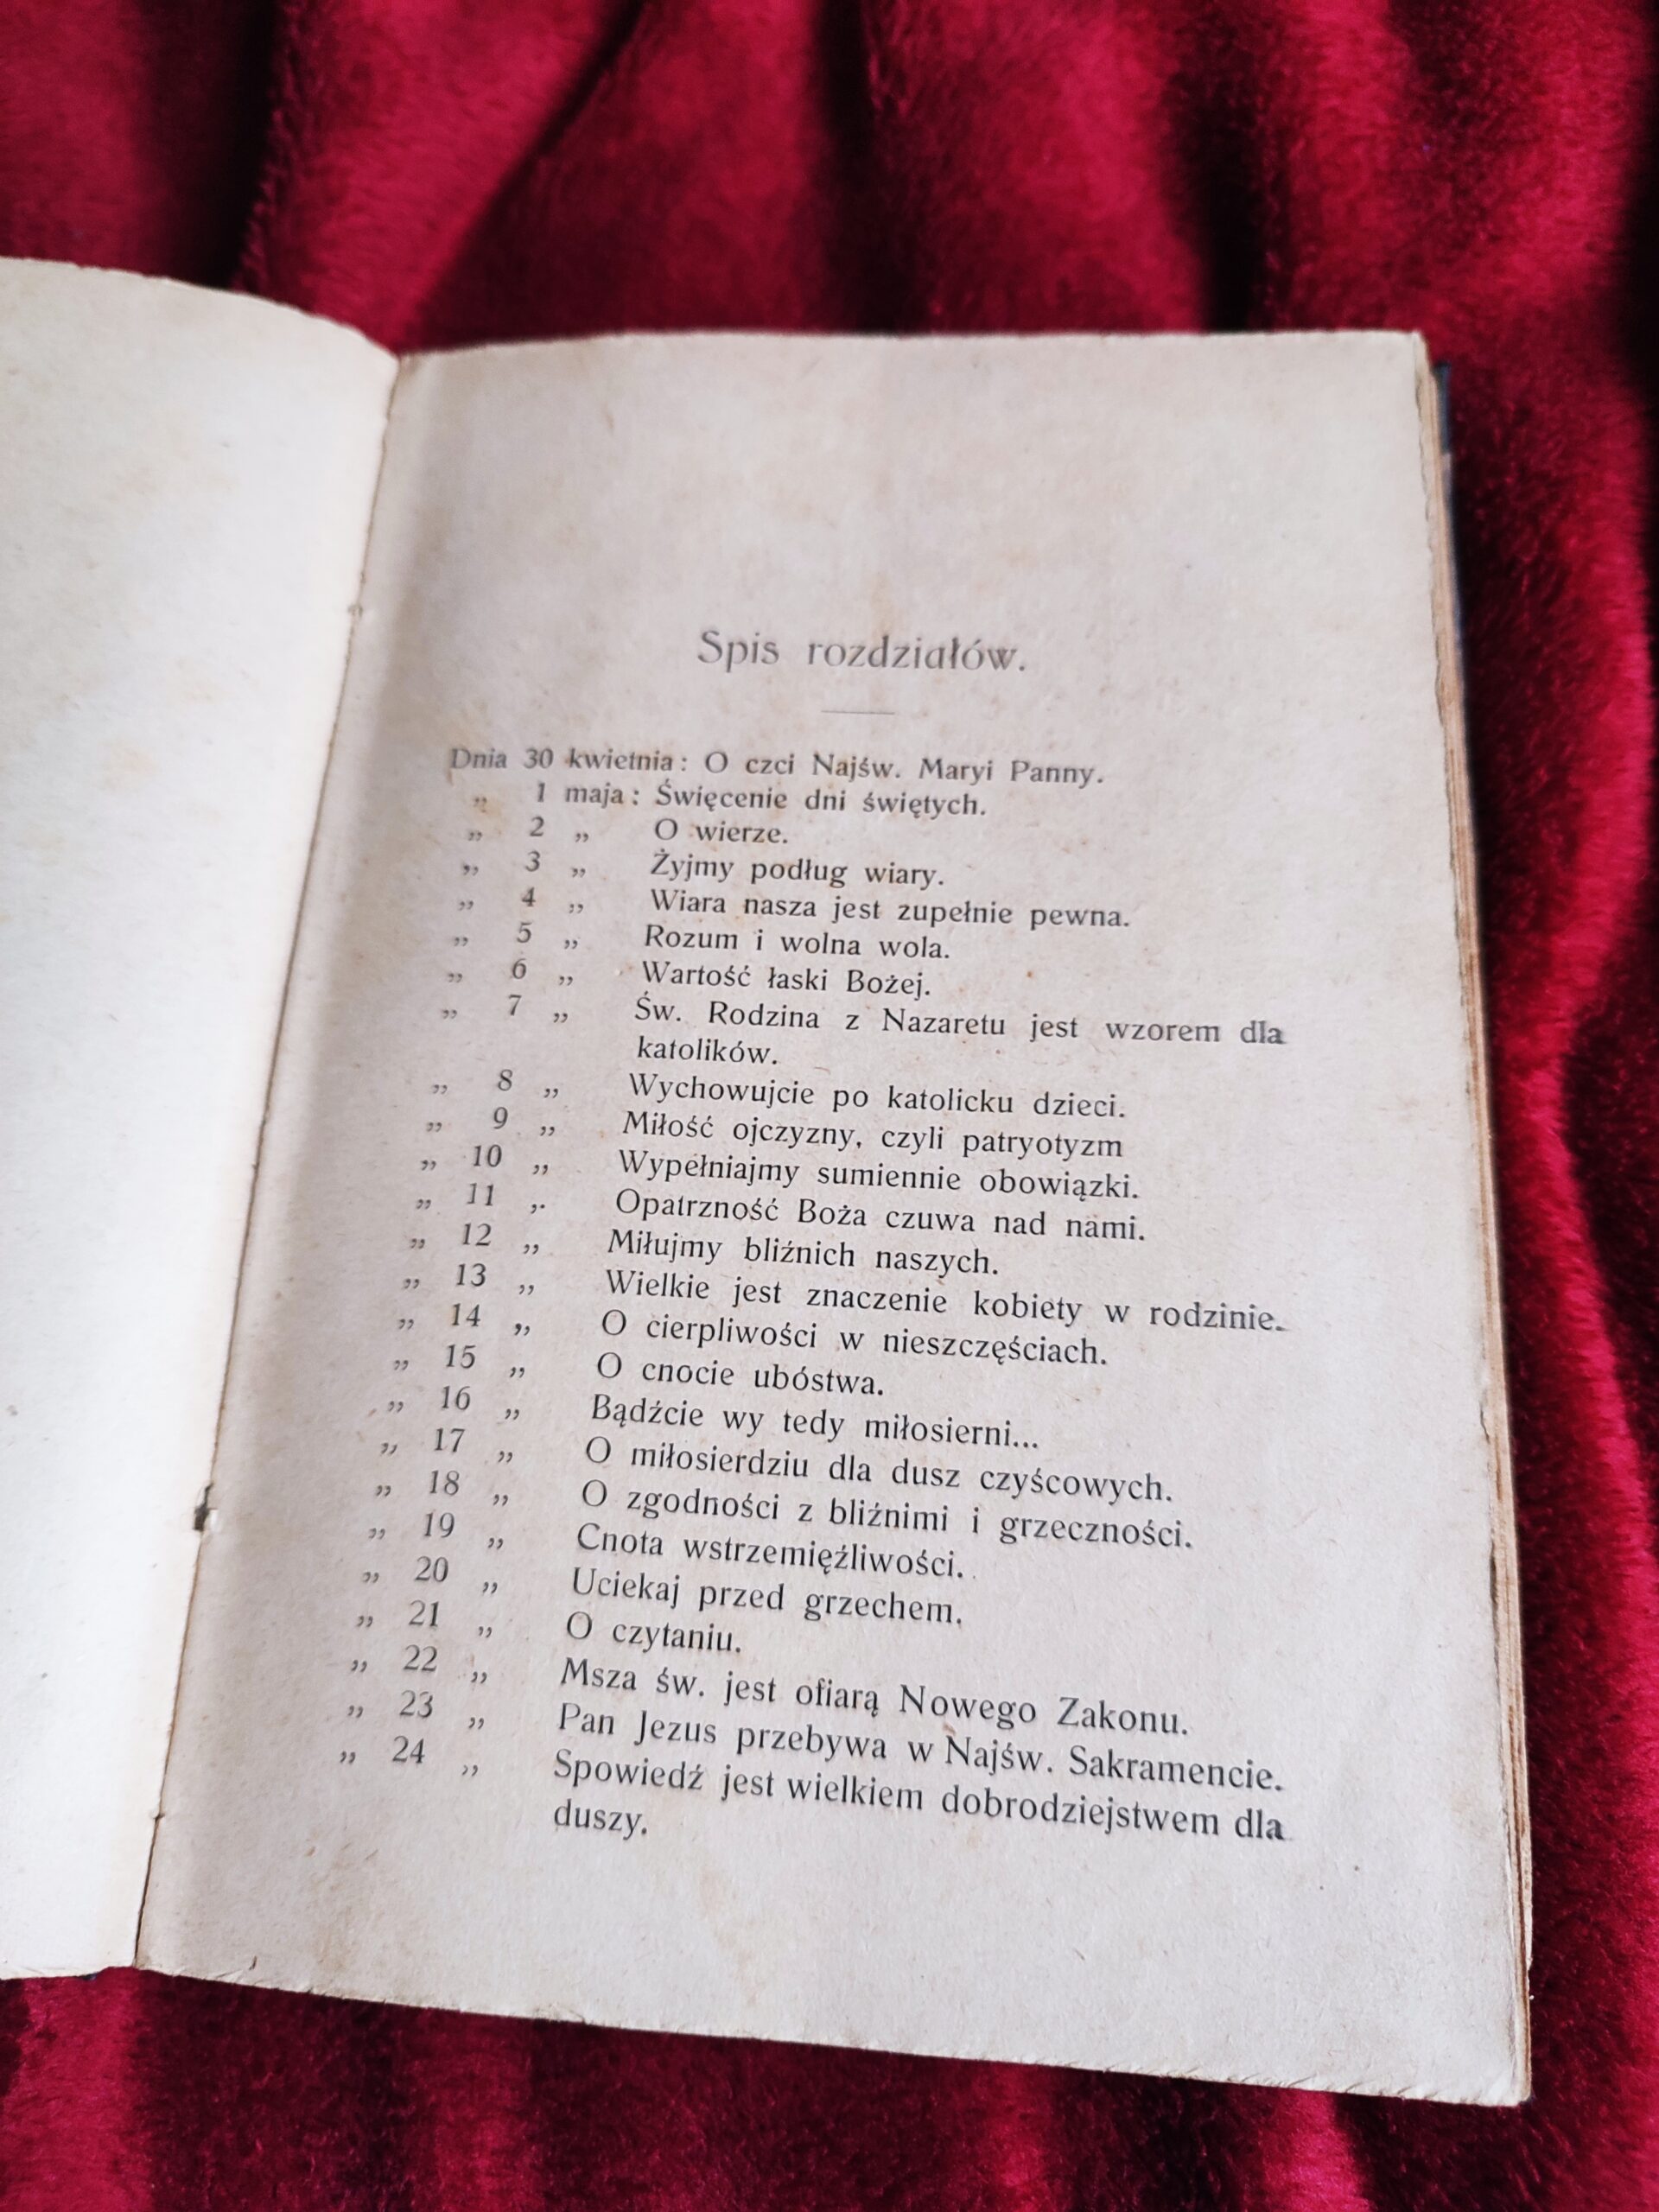 Spis rozdziałów.
Dnia 30 kwietnia: O czci Najśw. Maryi Panny.
„ 1 maja: Święcenie dni świętych.
„ 2 „ O wierze.
„ 3 „ Żyjmy podług wiary.
„ 4 „ Wiara nasza jest zupełnie pewna.
„ 5 „ Rozum i wolna wola.
„ 6 „ Wartość łaski Bożej.
„ 7 „ Św. Rodzina z Nazaretu jest wzorem dla
katolików.
„ 8 „ Wychowujcie po katolicku dzieci.
„ 9 „ Miłość ojczyzny, czyli patryotyzm
„ 10 „ Wypełniajmy sumiennie obowiązki.
„ 11 „ Opatrzność Boża czuwa nad nami.
„ 12 „ Miłujmy bliźnich naszych.
„ 13 „ Wielkie jest znaczenie kobiety w rodzinie.
„ 14 „ O cierpliwości w nieszczęściach.
„ 15 „ O cnocie ubóstwa.
„ 16 „ Bądźcie wy tedy miłosierni...
„ 17 „ O miłosierdziu dla dusz czyścowych.
„ 18 „ O zgodności z bliźnimi i grzeczności.
„ 19 „ Cnota wstrzemięźliwości.
„ 20 „ Uciekaj przed grzechem.
„ 21 „ O czytaniu.
„ 22 „ Msza św. jest ofiarą Nowego Zakonu.
„ 23 „ Pan Jezus przebywa w Najśw. Sakramencie.
„ 24 „ Spowiedź jest wielkiem dobrodziejstwem dla
duszy.